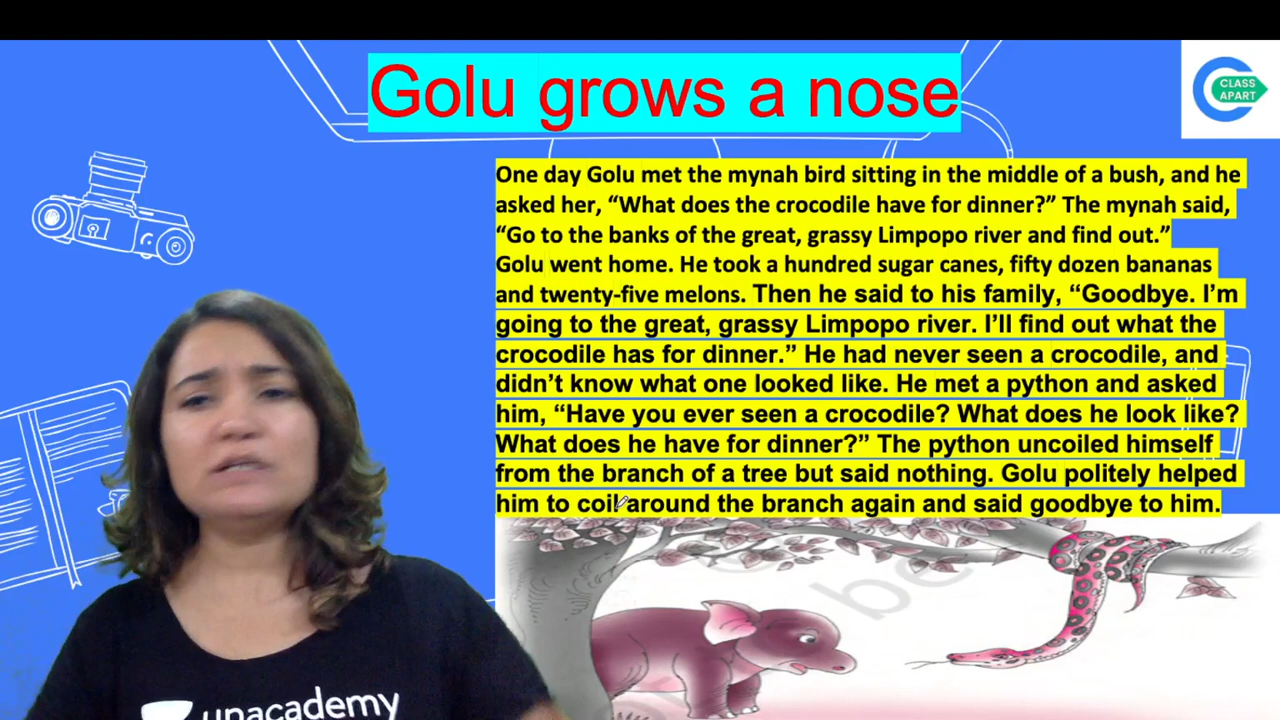 Golu grows a nose
CLASS
APART
One day Golu met the mynah bird sitting in the middle of a bush, and he
asked her, “What does the crocodile have for dinner?” The mynah said,
“Go to the banks of the great, grassy Limpopo river and find out.”
Golu went home. He took a hundred sugar canes, fifty dozen bananas
and twenty-five melons. Then he said to his family, “Goodbye. I’m
going to the great, grassy Limpopo river. I’ll find out what the
crocodile has for dinner.” He had never seen a crocodile, and
didn’t know what one looked like. He met a python and asked
him, “Have you ever seen a crocodile? What does he look like?
What does he have for dinner?” The python uncoiled himself
from the branch of a tree but said nothing. Golu politely helped
him to coil around the branch again and said goodbye to him.
be
unacademy